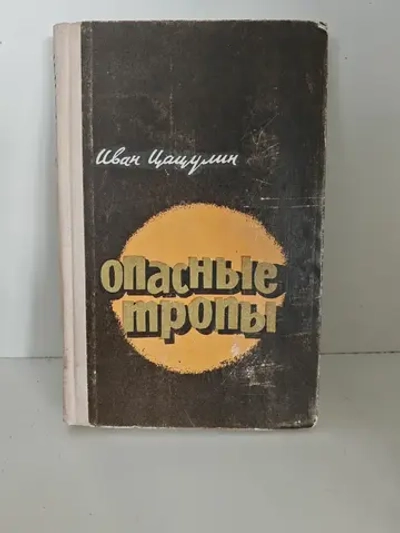 Иван Цацулин
опасные
тропы